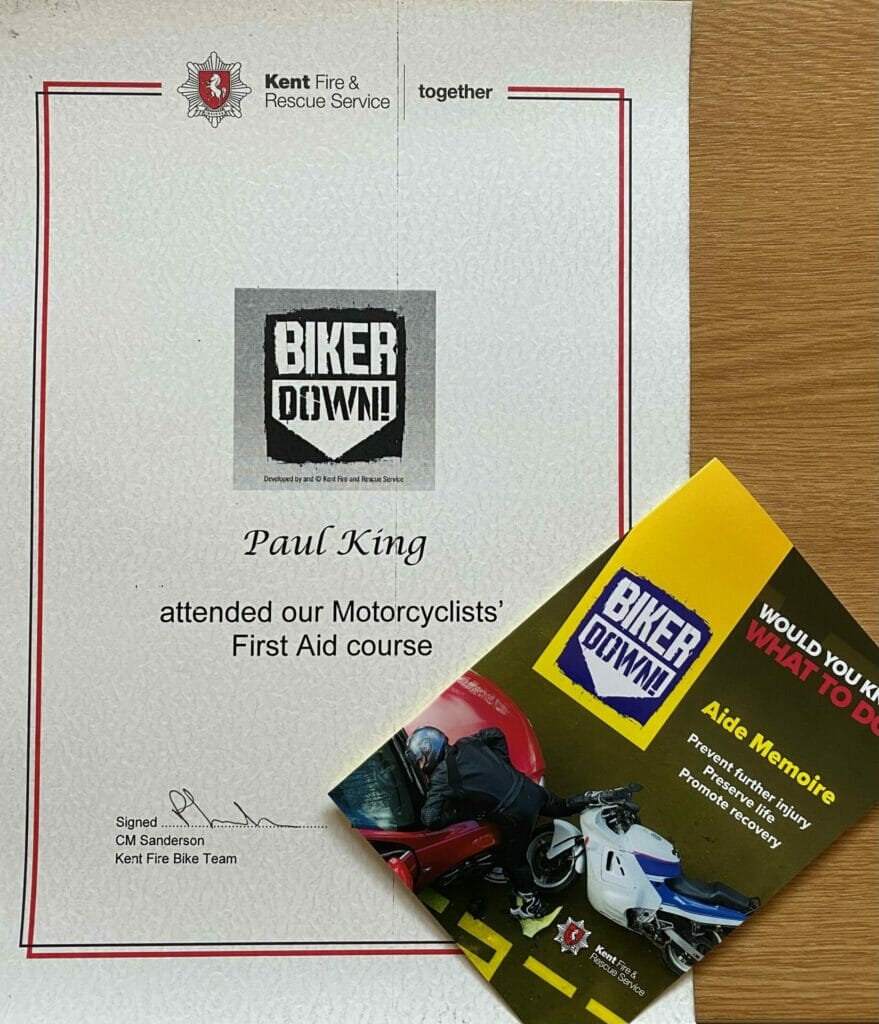 Kent Fire &
Rescue Service
together
BIKER
DOWN!
Developed by and © Kent Fire and Rescue Service
Paul King
attended our Motorcyclists’
First Aid course
Signed
CM Sanderson
Kent Fire Bike Team
BIKER
DOWN!
WOULD YOU
WHAT TO
Aide Memoire
Prevent further injury
Preserve life
Promote recovery
Kent Fire &
Rescue Service